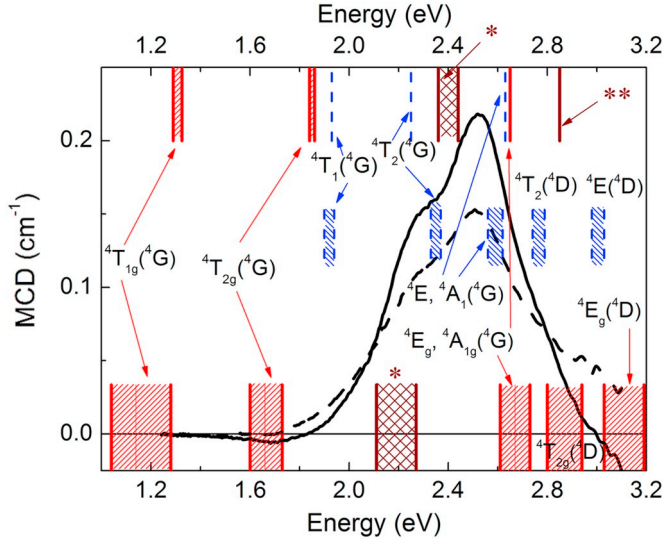 Energy (eV)
1.2 1.6 2.0 2.4 2.8 3.2
*
**
0.2
⁴T₁(⁴G)
⁴T₂(⁴G)
⁴T₂(⁴D) ⁴E(⁴D)
MCD (cm⁻¹)
⁴T₁g(⁴G)
⁴T₂g(⁴G)
⁴E, ⁴A₁(⁴G)
0.1
⁴Eg(⁴D)
⁴Eg, ⁴A₁g(⁴G)
*
0.0
⁴T₂g(⁴D)
1.2 1.6 2.0 2.4 2.8 3.2
Energy (eV)